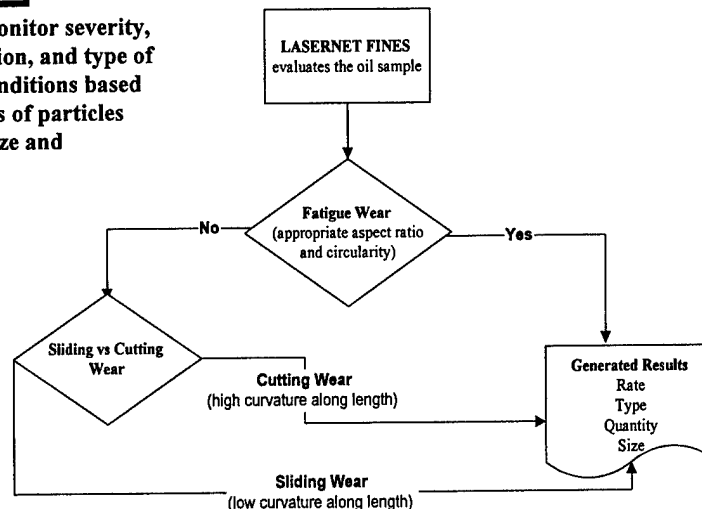 onitor severity,
ion, and type of
nditions based
s of particles
ze and
LASERNET FINES
evaluates the oil sample
Fatigue Wear
(appropriate aspect ratio
and circularity)
No
Yes
Sliding vs Cutting
Wear
Cutting Wear
(high curvature along length)
Generated Results
Rate
Type
Quantity
Size
Sliding Wear
(low curvature along length)